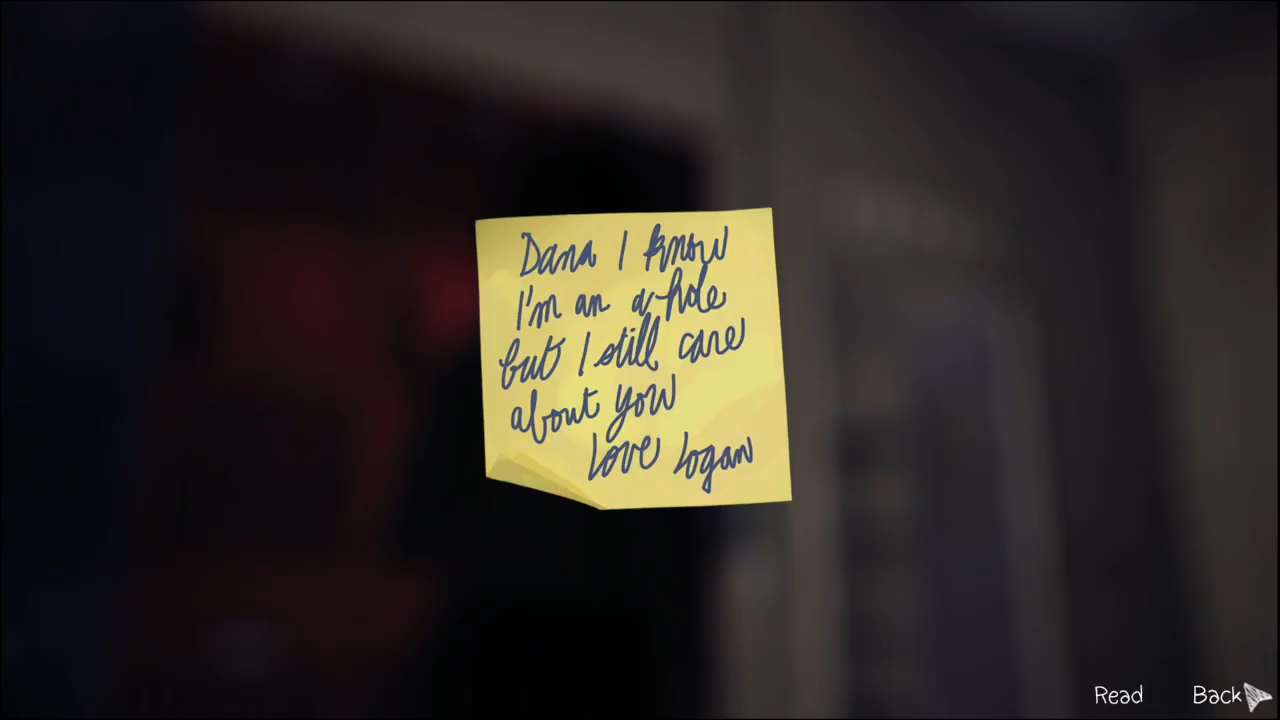 Dana I know
I'm an a-hole
but I still care
about you
Love Logan
Read Back